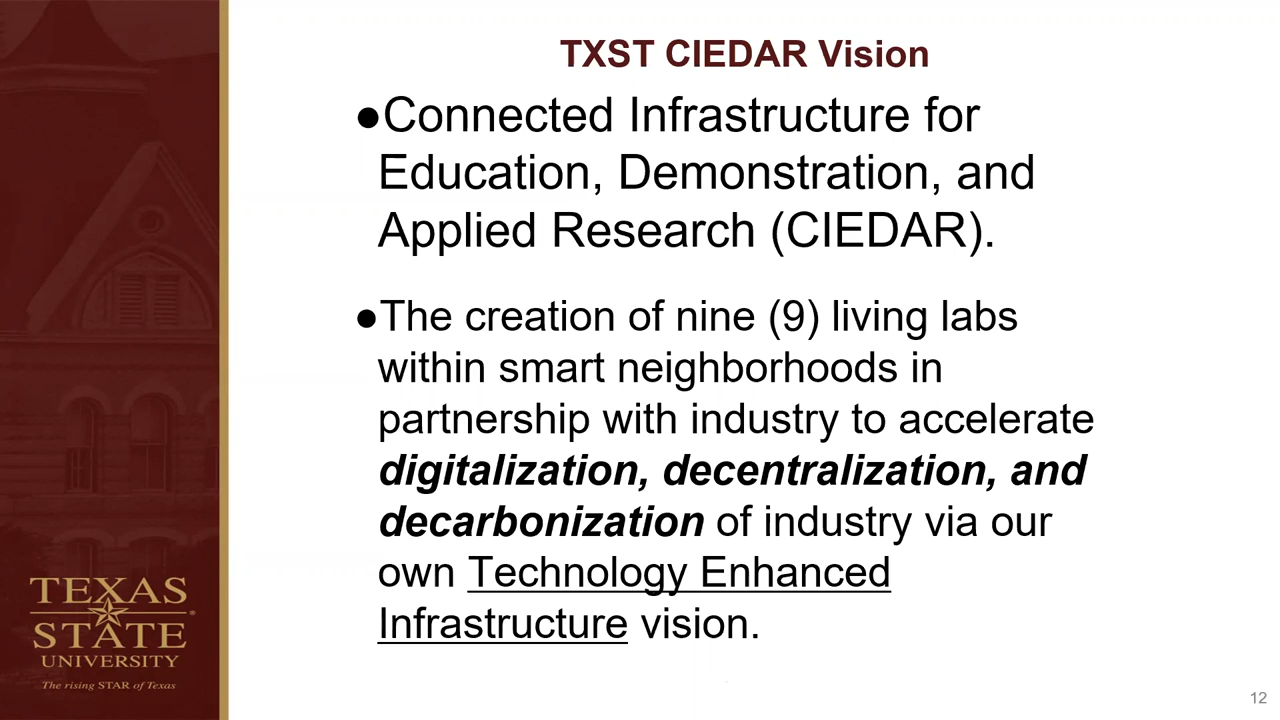 TXST CIEDAR Vision
●Connected Infrastructure for
Education, Demonstration, and
Applied Research (CIEDAR).
●The creation of nine (9) living labs
within smart neighborhoods in
partnership with industry to accelerate
digitalization, decentralization, and
decarbonization of industry via our
own Technology Enhanced
Infrastructure vision.
TEXAS
STATE®
UNIVERSITY
The rising STAR of Texas
12